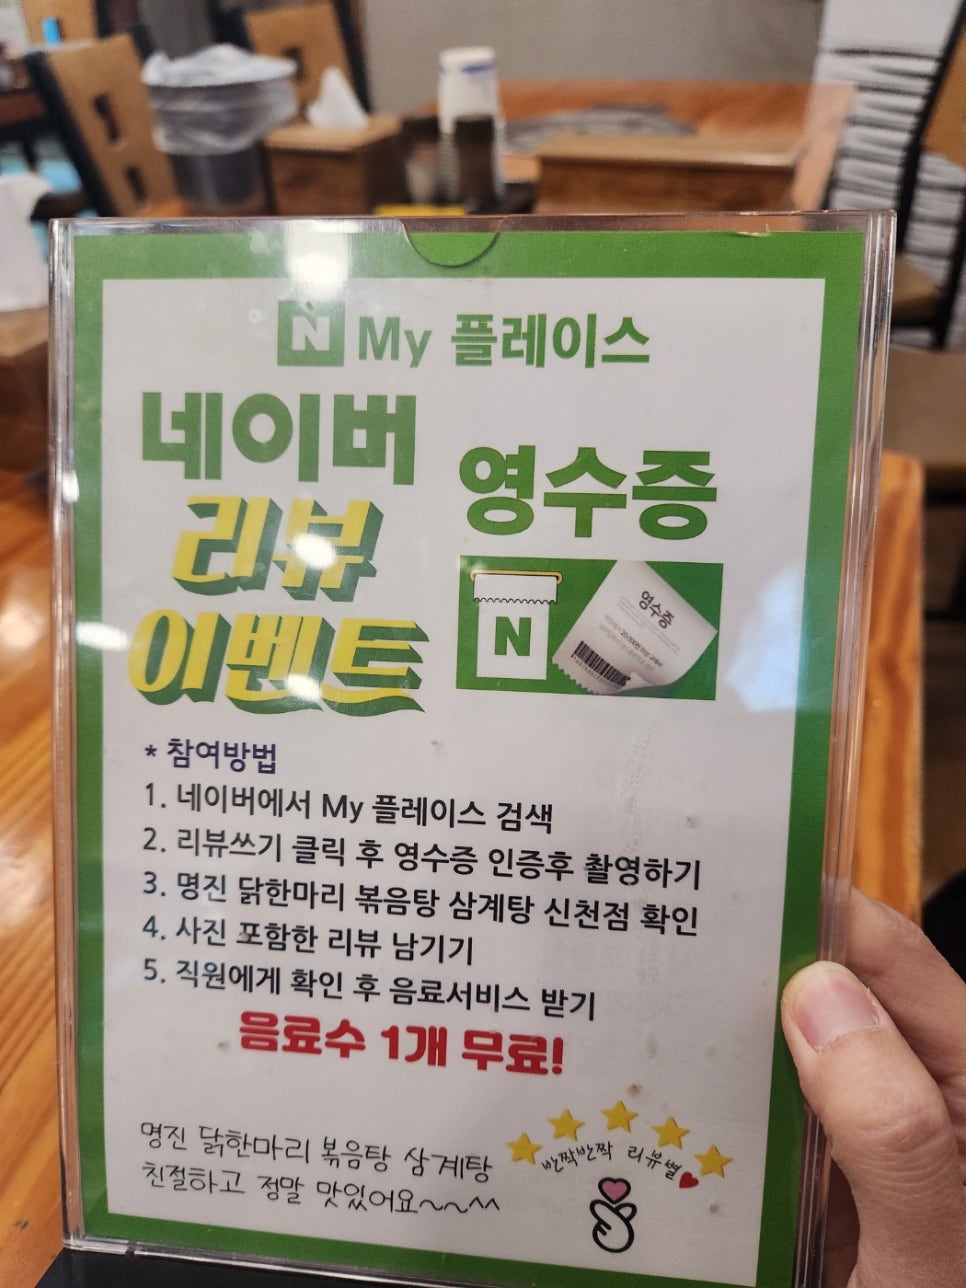 N My 플레이스
네이버
리뷰
이벤트
영수증
N
영수증
* 참여방법
1. 네이버에서 My 플레이스 검색
2. 리뷰쓰기 클릭 후 영수증 인증후 촬영하기
3. 명진 닭한마리 볶음탕 삼계탕 신천점 확인
4. 사진 포함한 리뷰 남기기
5. 직원에게 확인 후 음료서비스 받기
음료수 1개 무료!
명진 닭한마리 볶음탕 삼계탕
친절하고 정말 맛있어요~~^^
반짝반짝 리뷰별